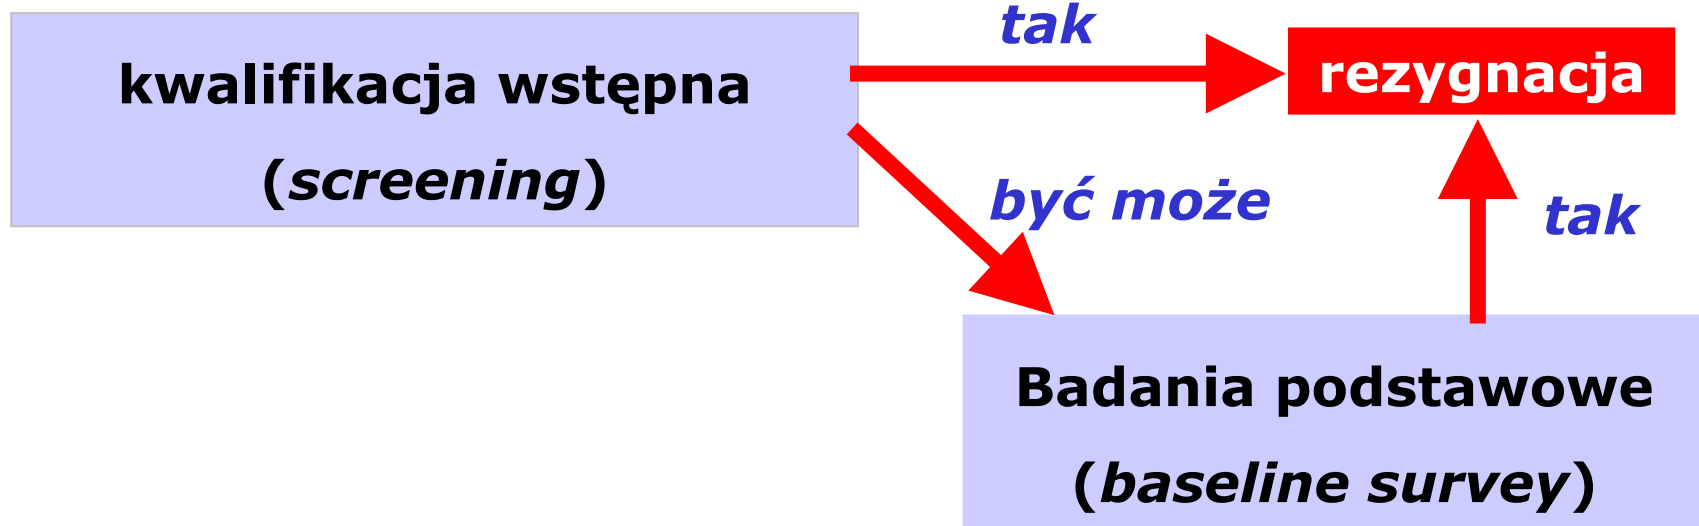 tak
kwalifikacja wstępna
(screening)
rezygnacja
być może
tak
Badania podstawowe
(baseline survey)